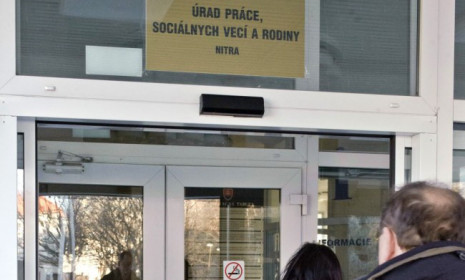 ÚRAD PRÁCE,
SOCIÁLNYCH VECÍ A RODINY
NITRA
INFORMÁCIE